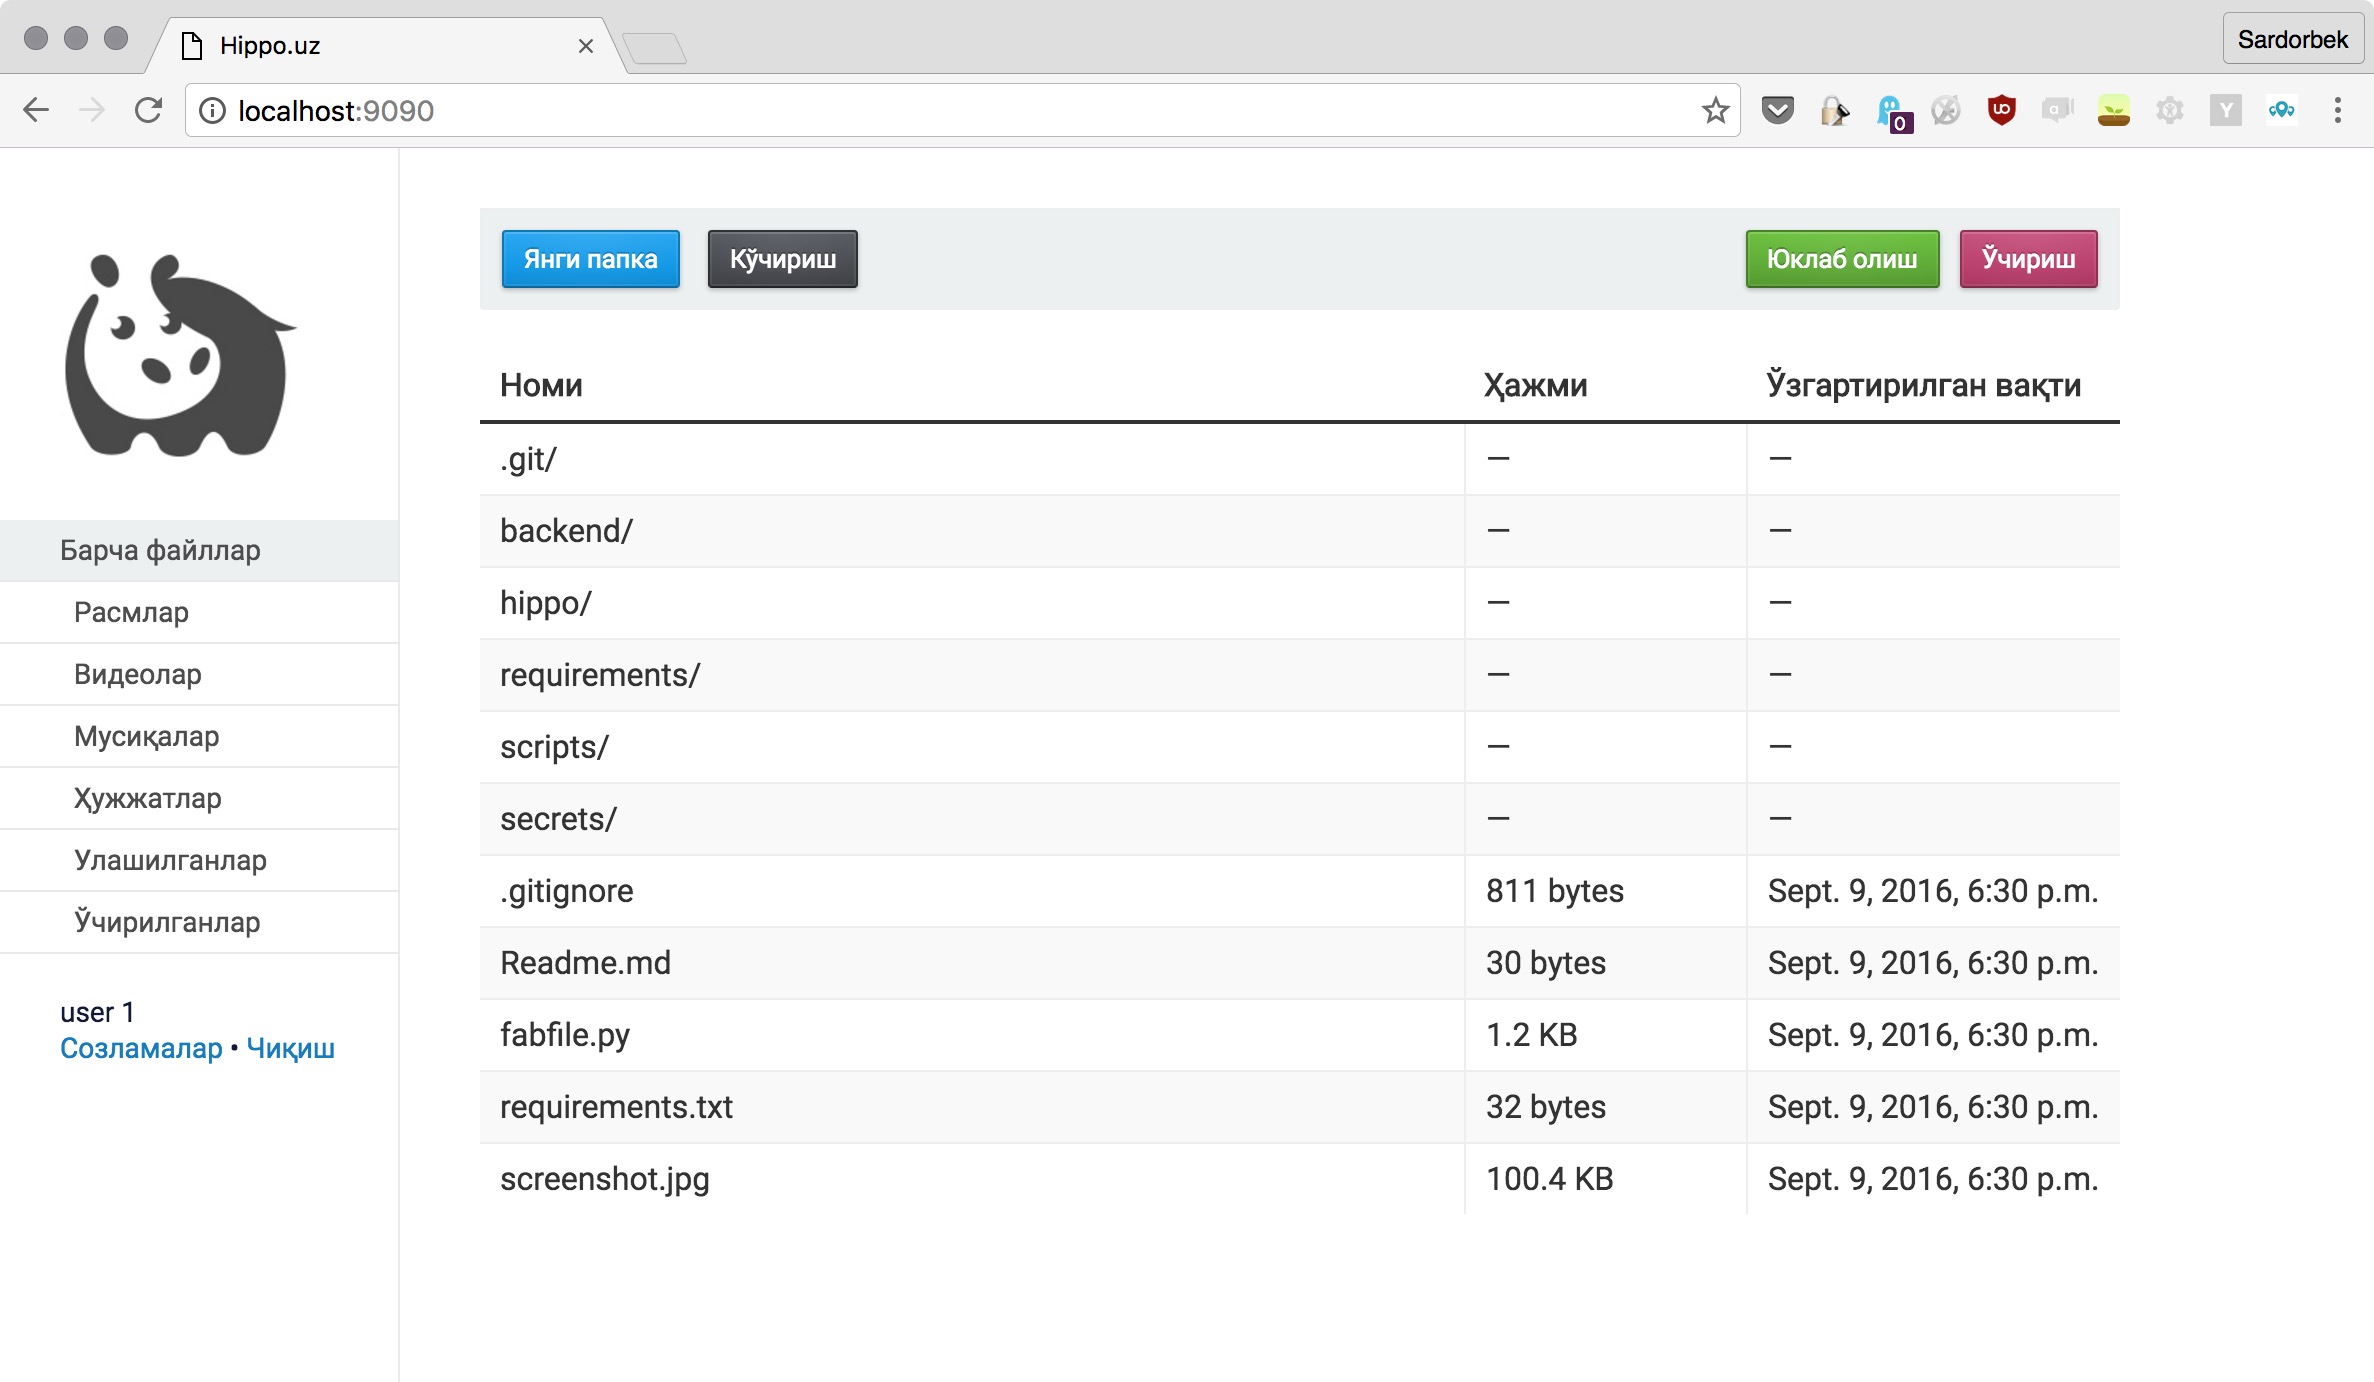 Hippo.uz
Sardorbek
localhost:9090
0
Y
Янги папка Кўчириш Юклаб олиш Ўчириш
Номи Ҳажми Ўзгартирилган вақти
.git/ — —
backend/ — —
hippo/ — —
requirements/ — —
scripts/ — —
secrets/ — —
.gitignore 811 bytes Sept. 9, 2016, 6:30 p.m.
Readme.md 30 bytes Sept. 9, 2016, 6:30 p.m.
fabfile.py 1.2 KB Sept. 9, 2016, 6:30 p.m.
requirements.txt 32 bytes Sept. 9, 2016, 6:30 p.m.
screenshot.jpg 100.4 KB Sept. 9, 2016, 6:30 p.m.
Барча файллар
Расмлар
Видеолар
Мусиқалар
Ҳужжатлар
Улашилганлар
Ўчирилганлар
user 1
Созламалар • Чиқиш